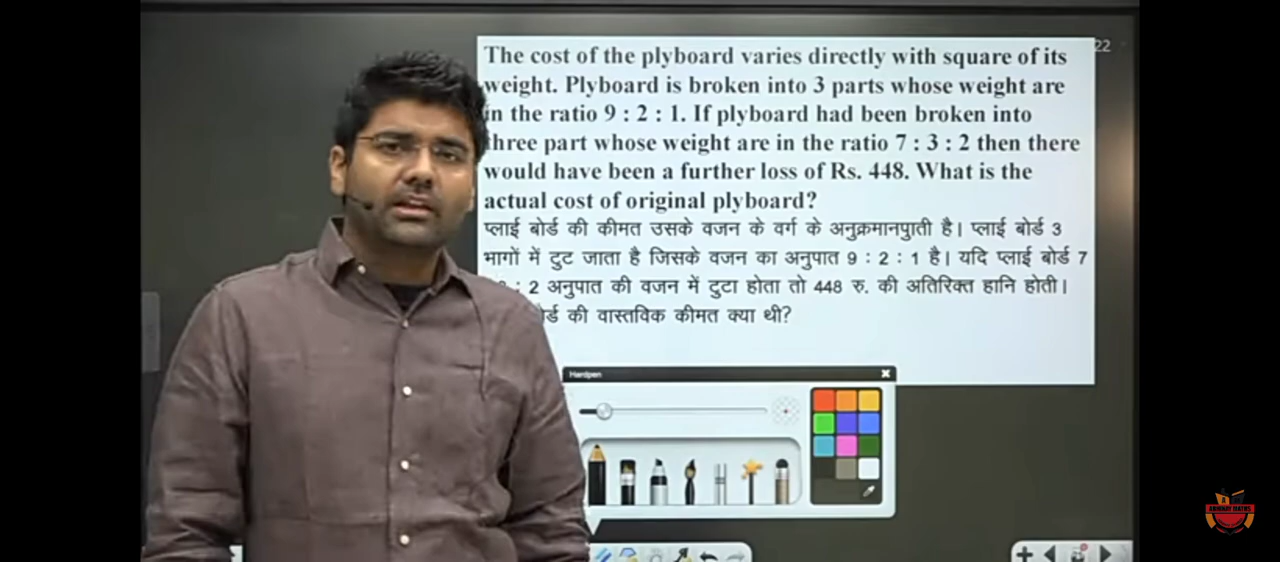 The cost of the plyboard varies directly with square of its
weight. Plyboard is broken into 3 parts whose weight are
in the ratio 9 : 2 : 1. If plyboard had been broken into
three part whose weight are in the ratio 7 : 3 : 2 then there
would have been a further loss of Rs. 448. What is the
actual cost of original plyboard?
प्लाई बोर्ड की कीमत उसके वजन के वर्ग के अनुक्रमानपुाती है। प्लाई बोर्ड 3
भागों में टुट जाता है जिसके वजन का अनुपात 9 : 2 : 1 है। यदि प्लाई बोर्ड 7
: 2 अनुपात की वजन में टुटा होता तो 448 रु. की अतिरिक्त हानि होती।
की वास्तविक कीमत क्या थी?
22
Hardpen